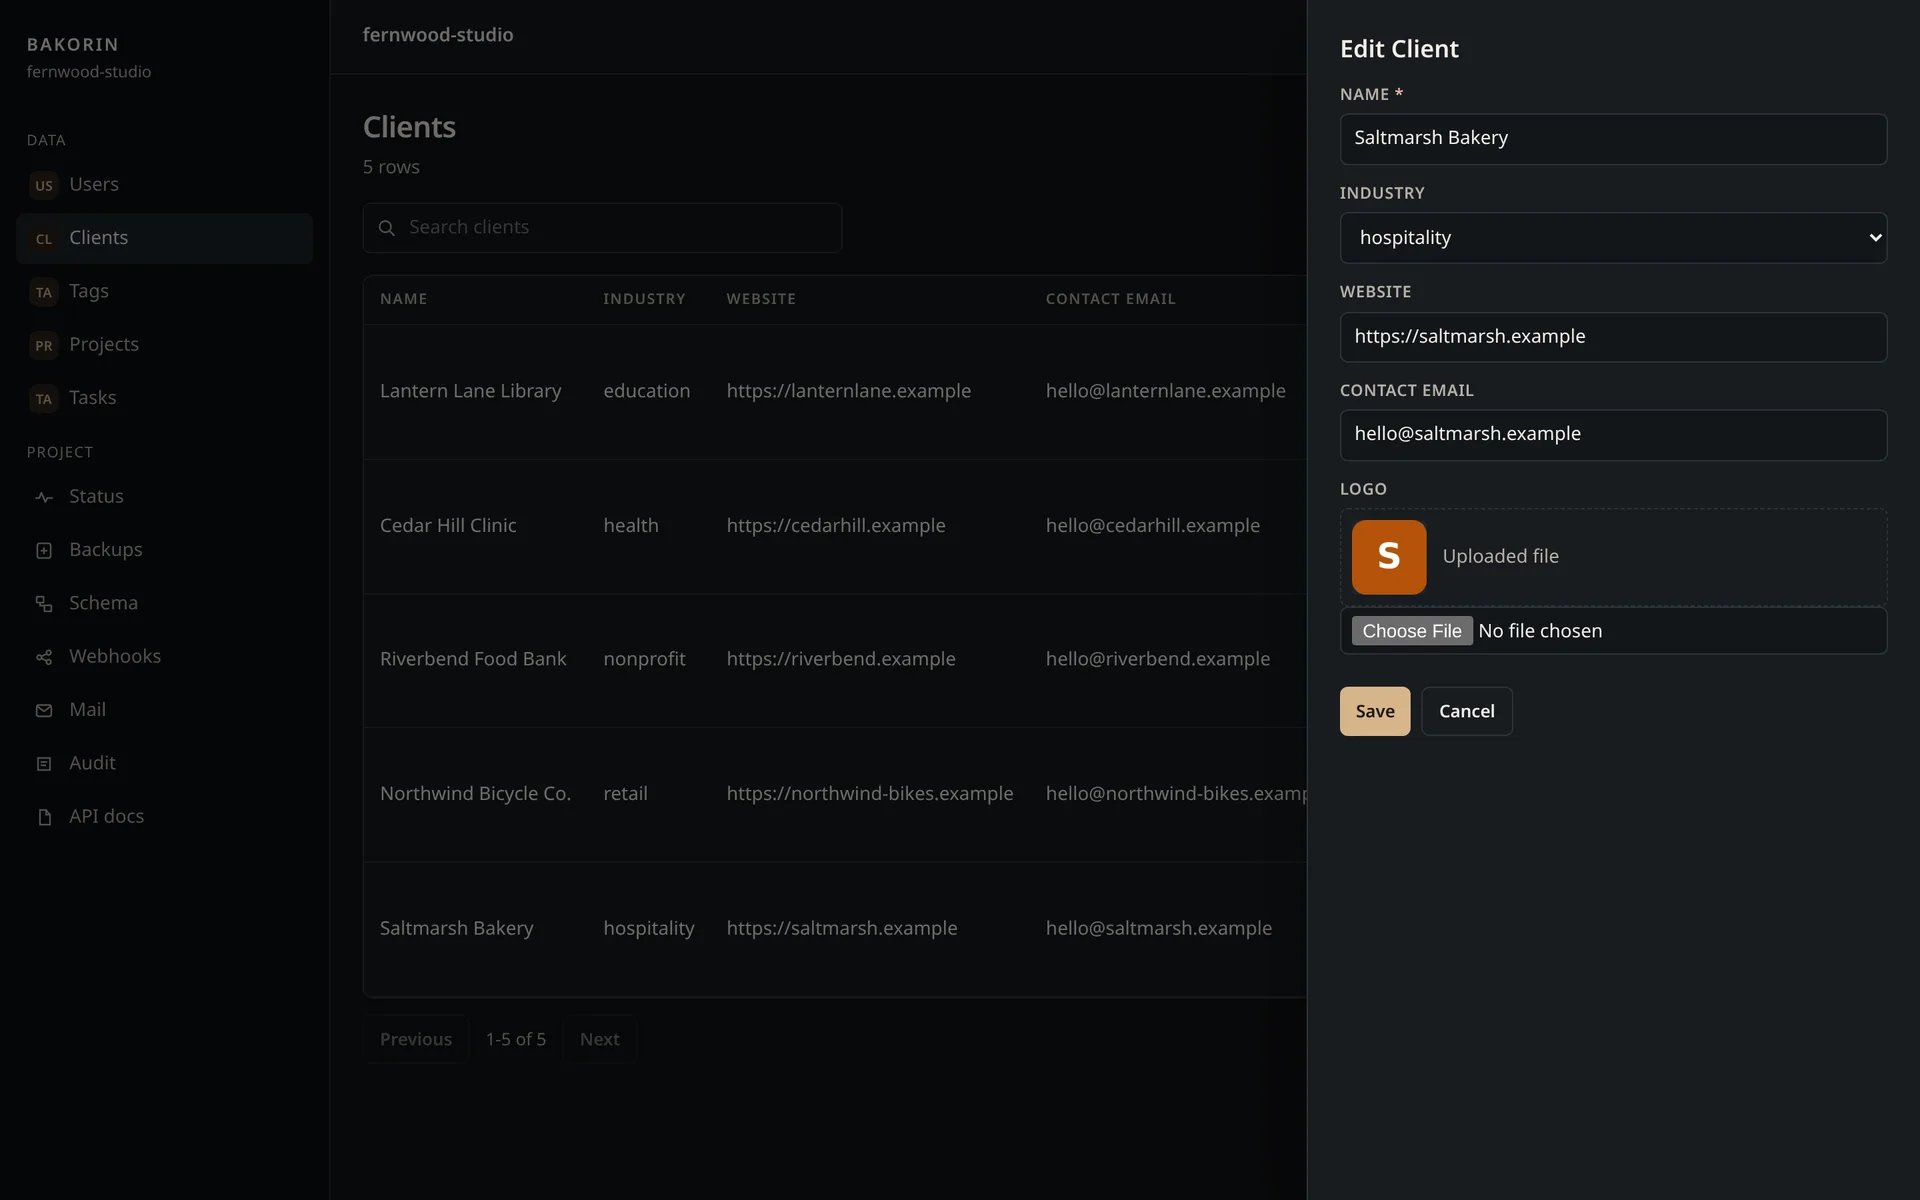 BAKORIN
fernwood-studio
DATA
US Users
CL Clients
TA Tags
PR Projects
TA Tasks
PROJECT
Status
Backups
Schema
Webhooks
Mail
Audit
API docs
fernwood-studio
Clients
5 rows
Search clients
NAME INDUSTRY WEBSITE CONTACT EMAIL
Lantern Lane Library education https://lanternlane.example hello@lanternlane.example
Cedar Hill Clinic health https://cedarhill.example hello@cedarhill.example
Riverbend Food Bank nonprofit https://riverbend.example hello@riverbend.example
Northwind Bicycle Co. retail https://northwind-bikes.example hello@northwind-bikes.examp
Saltmarsh Bakery hospitality https://saltmarsh.example hello@saltmarsh.example
Previous 1-5 of 5 Next
Edit Client
NAME *
Saltmarsh Bakery
INDUSTRY
hospitality
WEBSITE
https://saltmarsh.example
CONTACT EMAIL
hello@saltmarsh.example
LOGO
S Uploaded file
Choose File No file chosen
Save Cancel